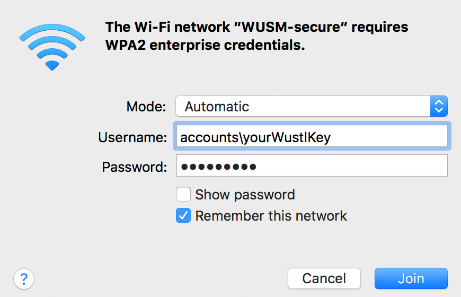 The Wi-Fi network "WUSM-secure" requires
WPA2 enterprise credentials.
Mode: Automatic
Username: accounts\yourWustlKey
Password: •••••••••
Show password
Remember this network
? Cancel Join